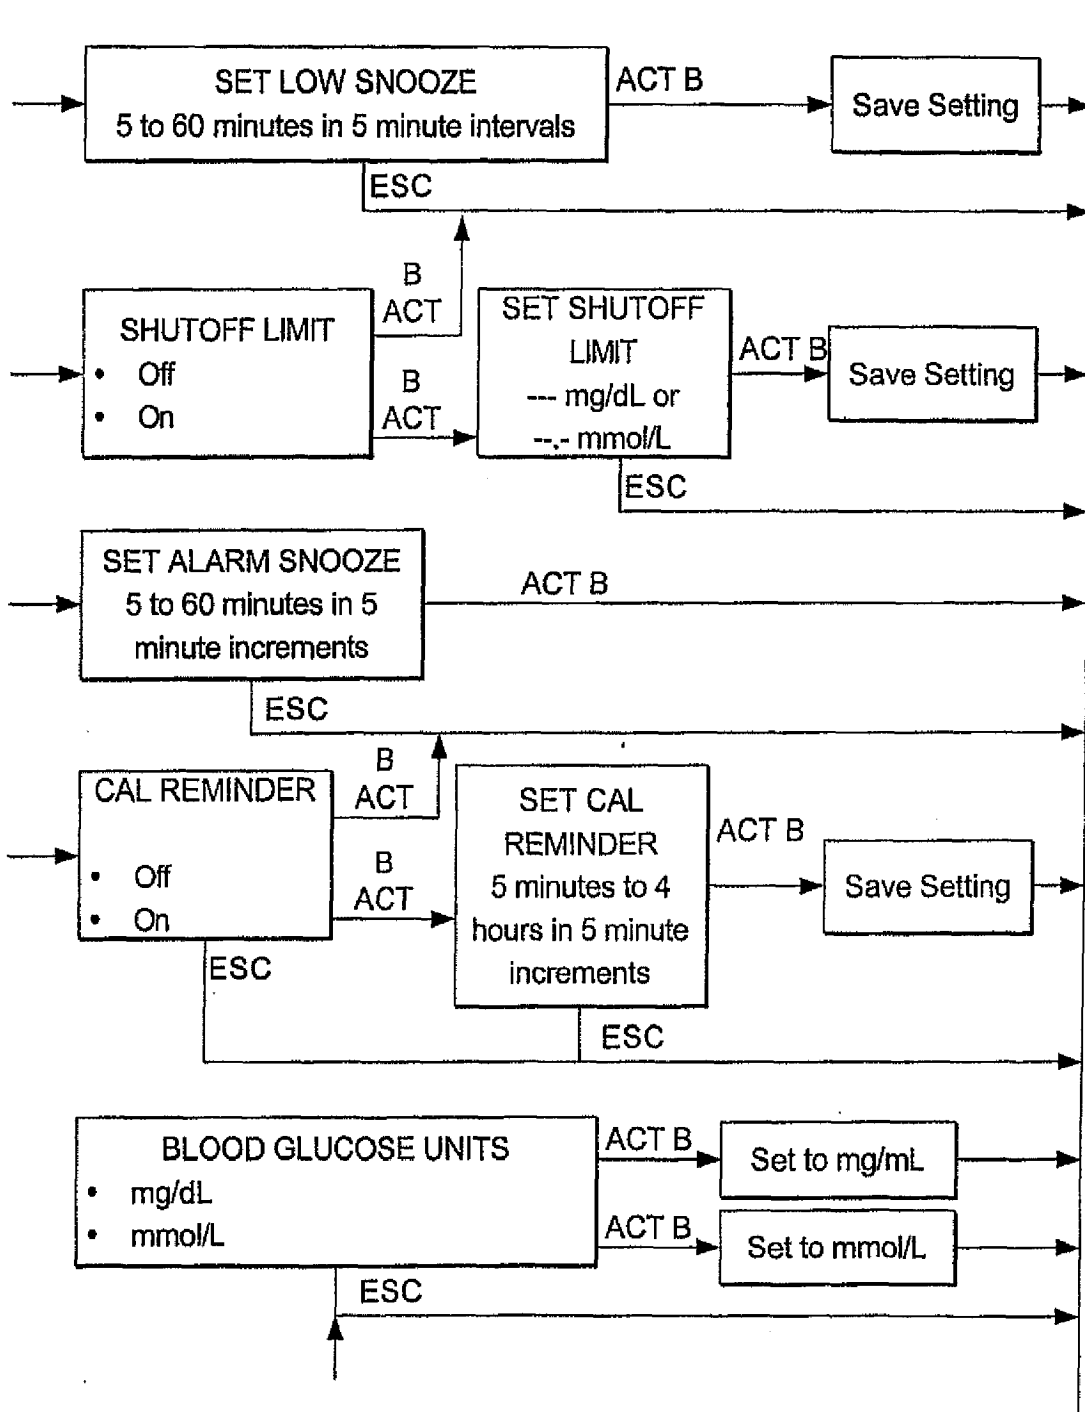 SET LOW SNOOZE
5 to 60 minutes in 5 minute intervals
ACT B
Save Setting
ESC
SHUTOFF LIMIT
• Off
• On
B
ACT
B
ACT
SET SHUTOFF
LIMIT
--- mg/dL or
--.- mmol/L
ACT B
Save Setting
ESC
SET ALARM SNOOZE
5 to 60 minutes in 5
minute increments
ACT B
ESC
CAL REMINDER
• Off
• On
B
ACT
B
ACT
ESC
SET CAL
REMINDER
5 minutes to 4
hours in 5 minute
increments
ACT B
Save Setting
ESC
BLOOD GLUCOSE UNITS
• mg/dL
• mmol/L
ACT B
Set to mg/mL
ACT B
Set to mmol/L
ESC